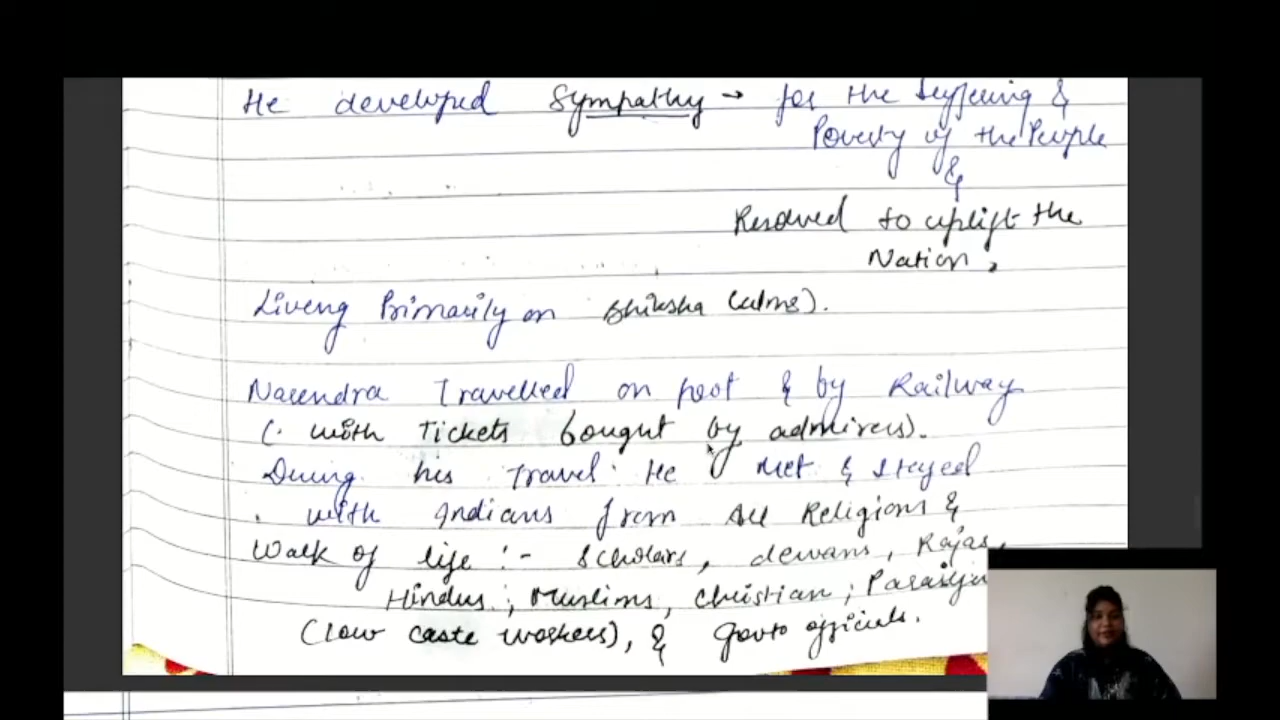 He developed Sympathy → for the Suffering &
Poverty of the People
&
Resolved to uplift the
Nation,
Liveng Primarily on Bhiksha (alms).
Narendra Travelled on foot & by Railway
(. with Tickets bought by admirers).
During his Travel He Met & stayed
. with Indians from All Religions &
Walk of life :- Scholars, dewans, Rajas,
Hindus, Muslims, Christian,
(low caste workers), & Govt officials.